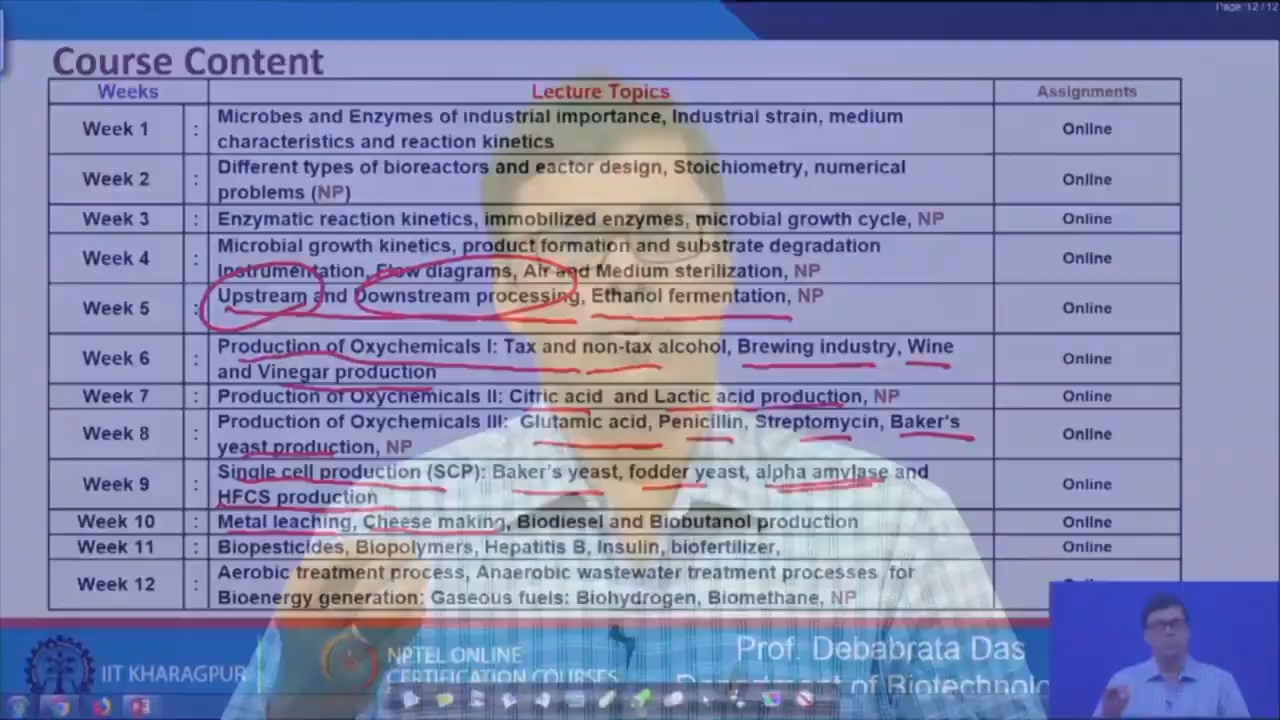 Page: 12 / 12
Course Content
Weeks Lecture Topics Assignments
Week 1 : Microbes and Enzymes of industrial importance, Industrial strain, medium
characteristics and reaction kinetics Online
Week 2 : Different types of bioreactors and eactor design, Stoichiometry, numerical
problems (NP) Online
Week 3 : Enzymatic reaction kinetics, immobilized enzymes, microbial growth cycle, NP Online
Week 4 : Microbial growth kinetics, product formation and substrate degradation
Instrumentation, Flow diagrams, Air and Medium sterilization, NP Online
Week 5 : Upstream and Downstream processing, Ethanol fermentation, NP Online
Week 6 : Production of Oxychemicals I: Tax and non-tax alcohol, Brewing industry, Wine
and Vinegar production Online
Week 7 : Production of Oxychemicals II: Citric acid and Lactic acid production, NP Online
Week 8 : Production of Oxychemicals III: Glutamic acid, Penicillin, Streptomycin, Baker's
yeast production, NP Online
Week 9 : Single cell production (SCP): Baker's yeast, fodder yeast, alpha amylase and
HFCS production Online
Week 10 : Metal leaching, Cheese making, Biodiesel and Biobutanol production Online
Week 11 : Biopesticides, Biopolymers, Hepatitis B, Insulin, biofertilizer, Online
Week 12 : Aerobic treatment process, Anaerobic wastewater treatment processes for
Bioenergy generation: Gaseous fuels: Biohydrogen, Biomethane, NP
IIT KHARAGPUR
NPTEL ONLINE
CERTIFICATION COURSES
Prof. Debabrata Das
Department of Biotechnolo